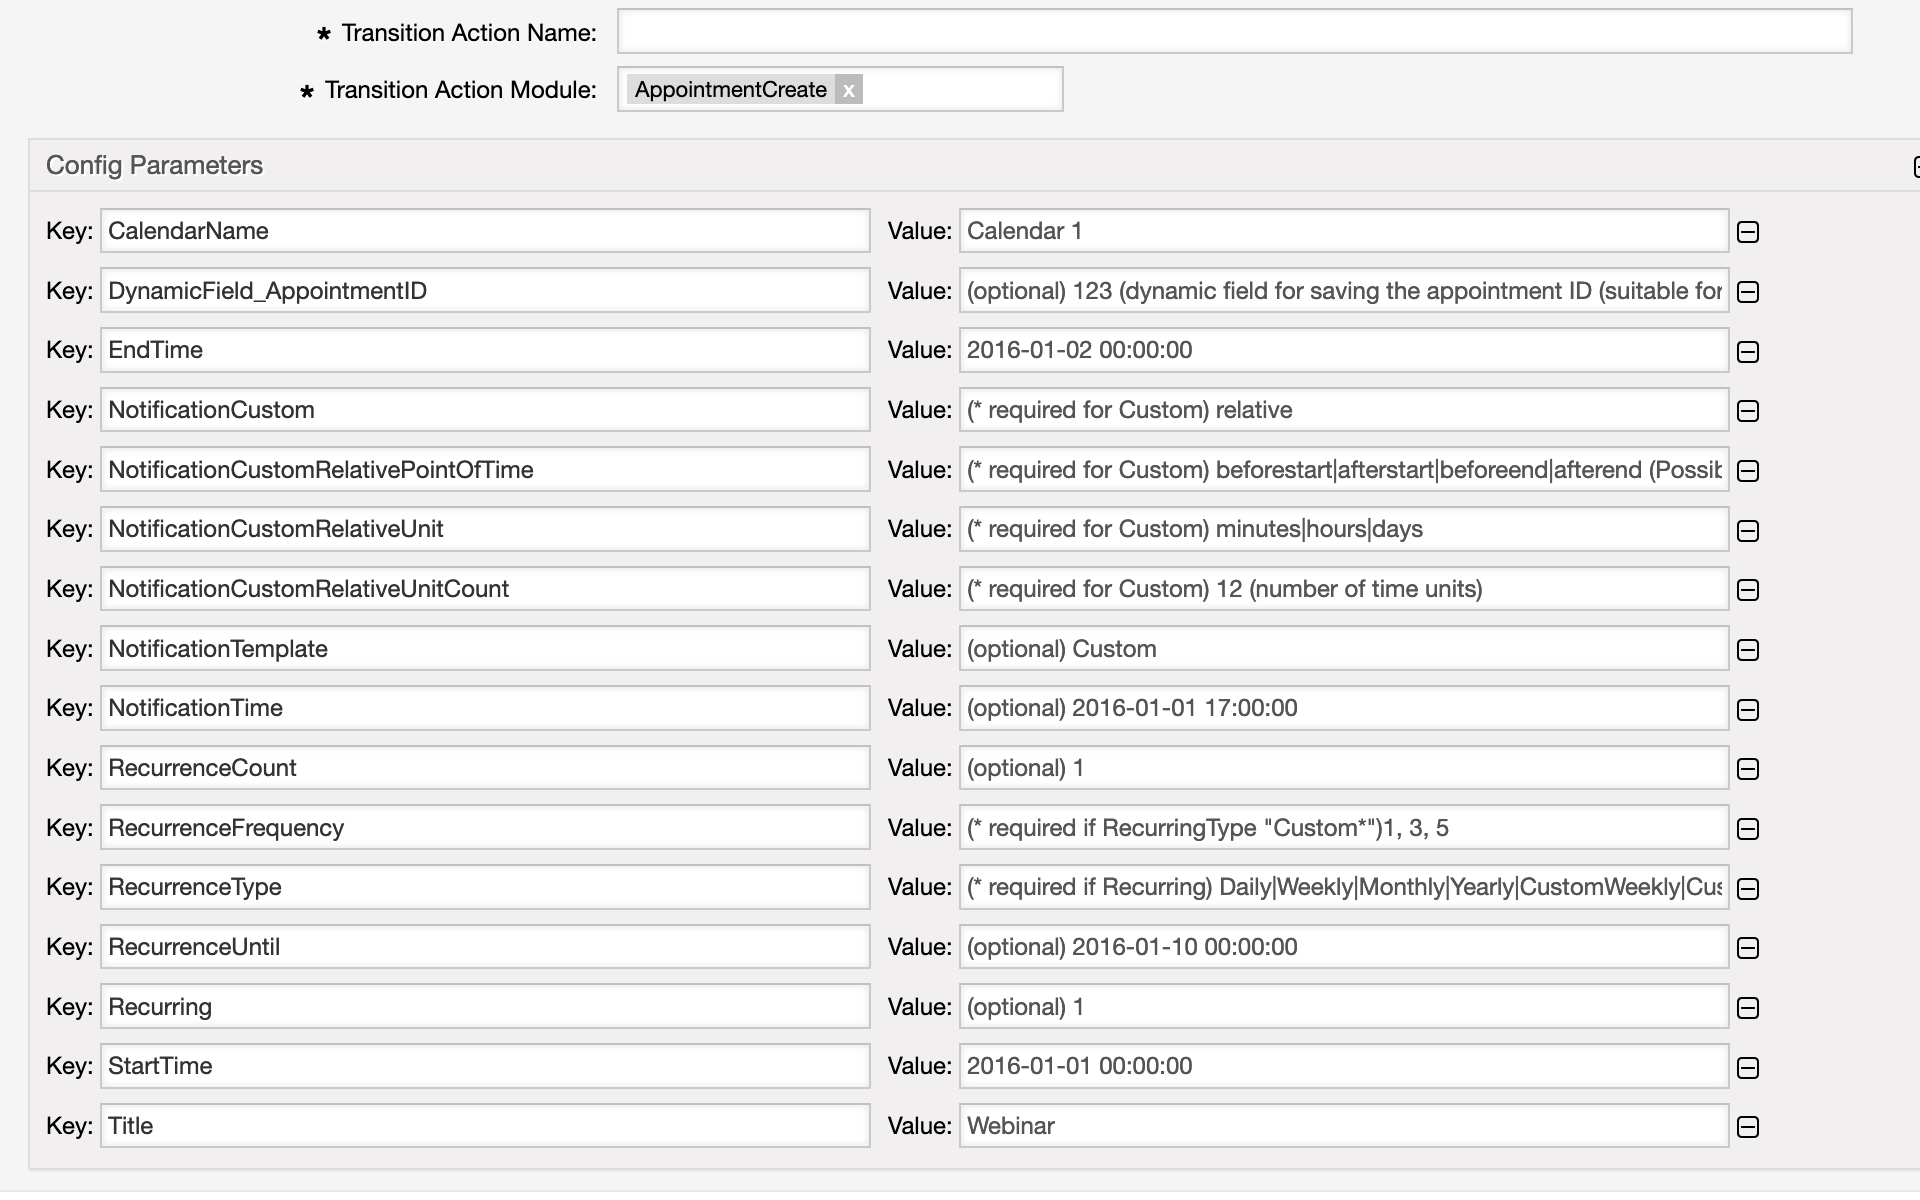 * Transition Action Name:
* Transition Action Module: AppointmentCreate x
Config Parameters
Key: CalendarName Value: Calendar 1
Key: DynamicField_AppointmentID Value: (optional) 123 (dynamic field for saving the appointment ID (suitable for
Key: EndTime Value: 2016-01-02 00:00:00
Key: NotificationCustom Value: (* required for Custom) relative
Key: NotificationCustomRelativePointOfTime Value: (* required for Custom) beforestart|afterstart|beforeend|afterend (Possib
Key: NotificationCustomRelativeUnit Value: (* required for Custom) minutes|hours|days
Key: NotificationCustomRelativeUnitCount Value: (* required for Custom) 12 (number of time units)
Key: NotificationTemplate Value: (optional) Custom
Key: NotificationTime Value: (optional) 2016-01-01 17:00:00
Key: RecurrenceCount Value: (optional) 1
Key: RecurrenceFrequency Value: (* required if RecurringType "Custom*")1, 3, 5
Key: RecurrenceType Value: (* required if Recurring) Daily|Weekly|Monthly|Yearly|CustomWeekly|Cus
Key: RecurrenceUntil Value: (optional) 2016-01-10 00:00:00
Key: Recurring Value: (optional) 1
Key: StartTime Value: 2016-01-01 00:00:00
Key: Title Value: Webinar